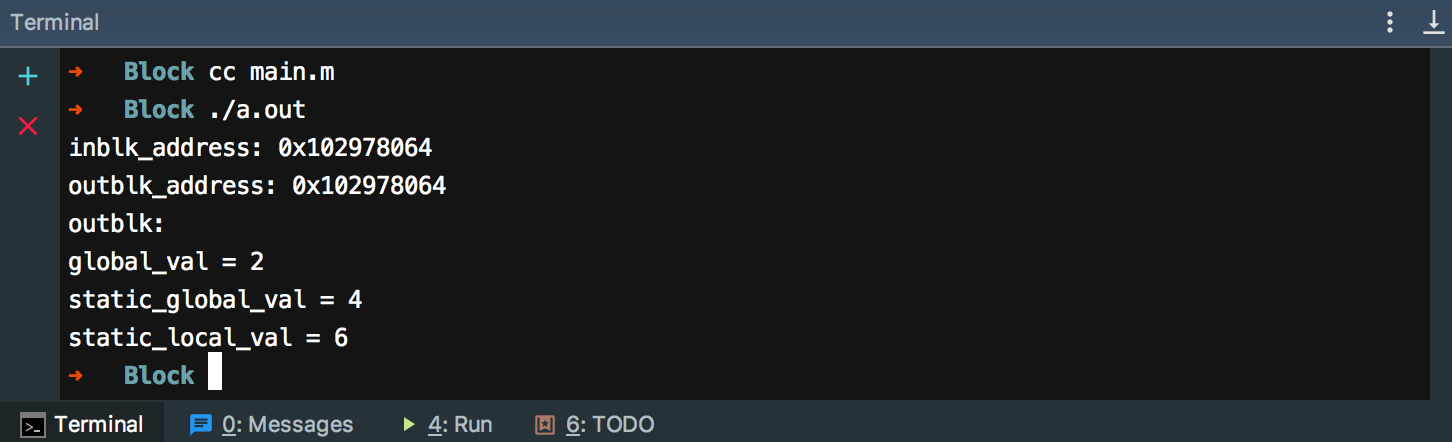 Terminal
→ Block cc main.m
→ Block ./a.out
inblk_address: 0x102978064
outblk_address: 0x102978064
outblk:
global_val = 2
static_global_val = 4
static_local_val = 6
→ Block
Terminal 0: Messages 4: Run 6: TODO